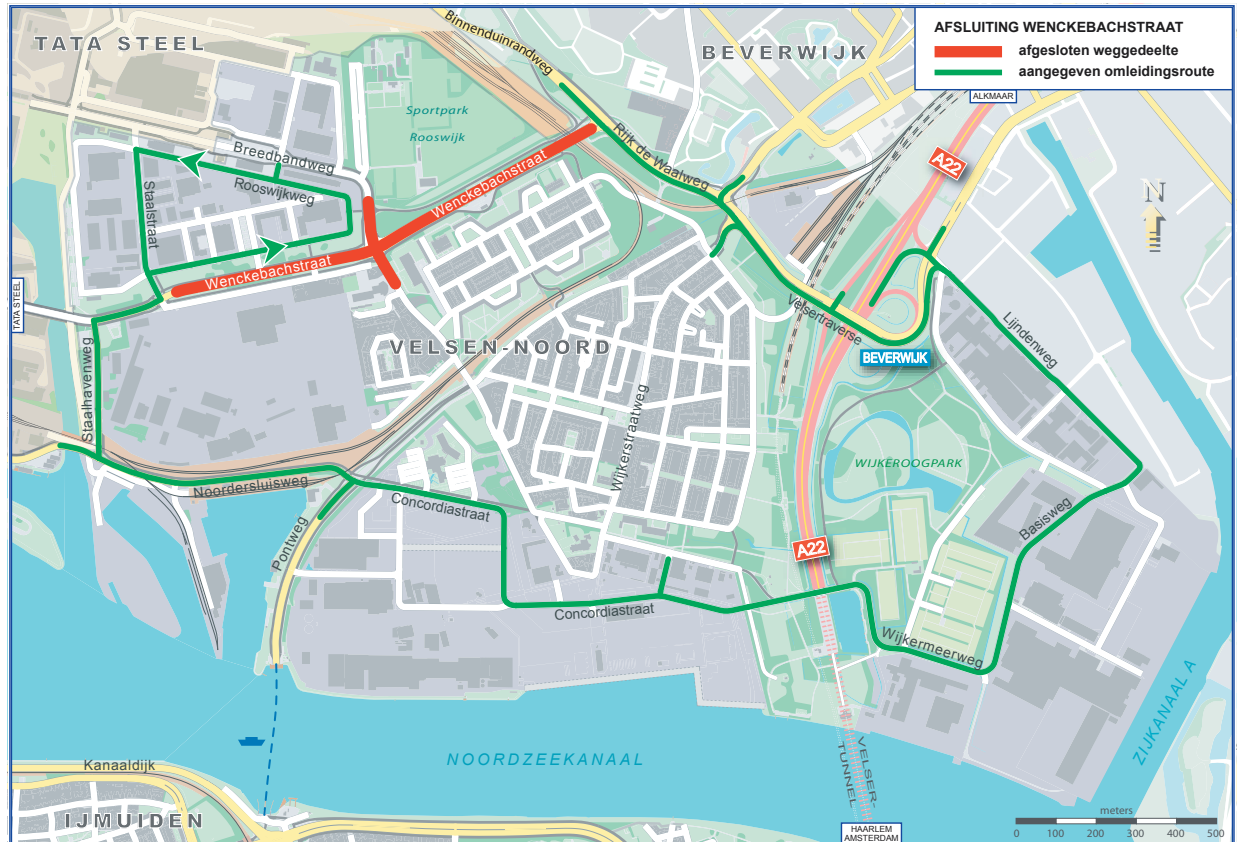 AFSLUITING WENCKEBACHSTRAAT
afgesloten weggedeelte
aangegeven omleidingsroute
TATA STEEL
Binnenduinrandweg
BEVERWIJK
ALKMAAR
Sportpark
Rooswijk
Rijk de Waalweg
A22
Breedbandweg
Rooswijkweg
Wenckebachstraat
Staalstraat
N
Wenckebachstraat
TATA STEEL
Velsertraverse
BEVERWIJK
Lijndenweg
VELSEN-NOORD
Staalhavenweg
Wijkerstraatweg
WIJKEROOGPARK
Noordersluisweg
Concordiastraat
Basisweg
Pontweg
A22
Concordiastraat
Wijkermeerweg
ZIJKANAAL A
NOORDZEEKANAAL
VELSER-
TUNNEL
Kanaaldijk
IJMUIDEN
HAARLEM
AMSTERDAM
meters
0 100 200 300 400 500